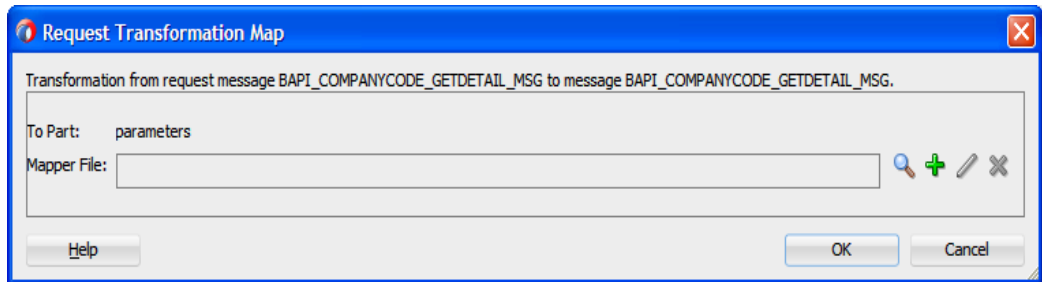 Request Transformation Map
Transformation from request message BAPI_COMPANYCODE_GETDETAIL_MSG to message BAPI_COMPANYCODE_GETDETAIL_MSG.
To Part: parameters
Mapper File:
Help OK Cancel